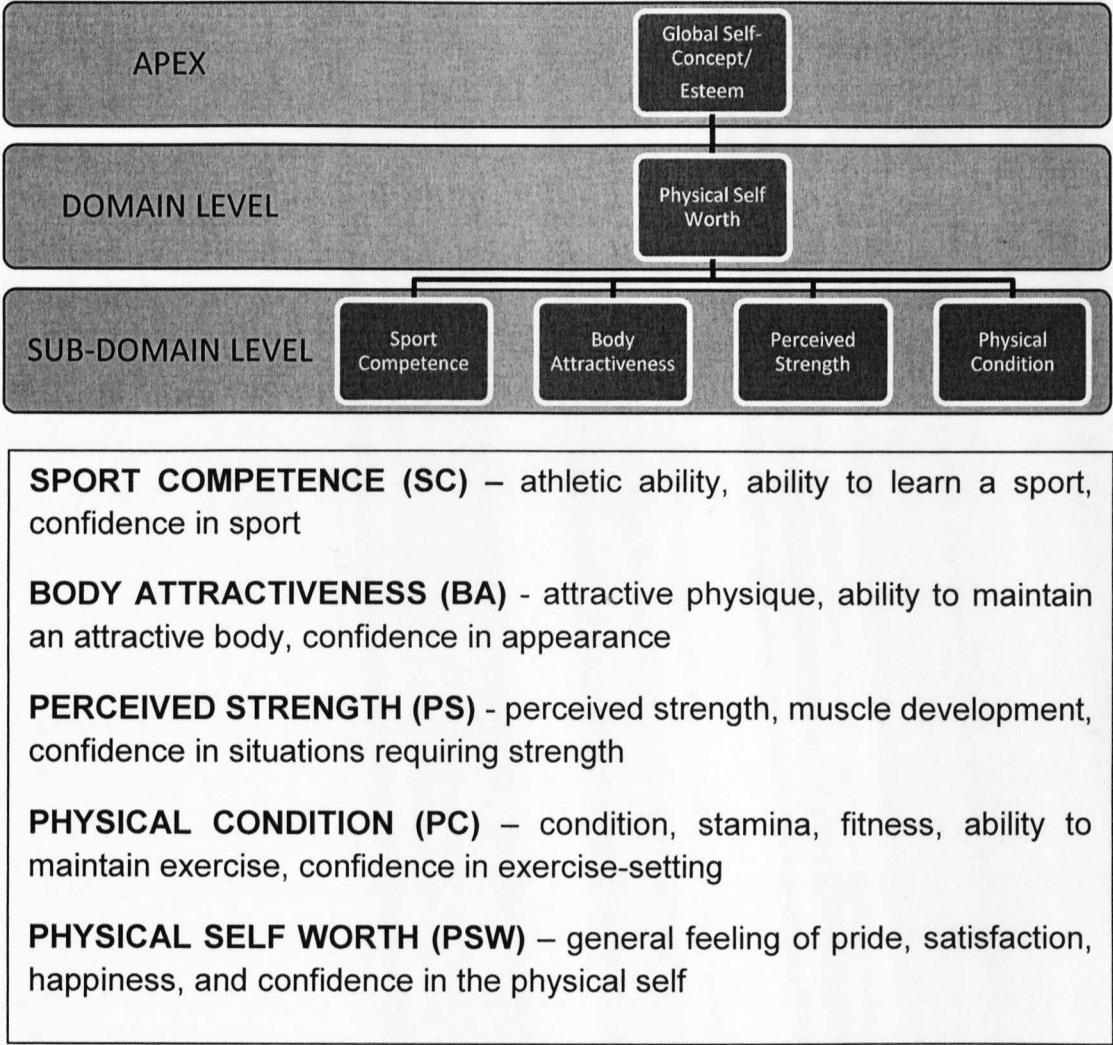 APEX
Global Self-
Concept/
Esteem
DOMAIN LEVEL
Physical Self
Worth
SUB-DOMAIN LEVEL
Sport
Competence
Body
Attractiveness
Perceived
Strength
Physical
Condition
SPORT COMPETENCE (SC) – athletic ability, ability to learn a sport,
confidence in sport
BODY ATTRACTIVENESS (BA) - attractive physique, ability to maintain
an attractive body, confidence in appearance
PERCEIVED STRENGTH (PS) - perceived strength, muscle development,
confidence in situations requiring strength
PHYSICAL CONDITION (PC) – condition, stamina, fitness, ability to
maintain exercise, confidence in exercise-setting
PHYSICAL SELF WORTH (PSW) – general feeling of pride, satisfaction,
happiness, and confidence in the physical self